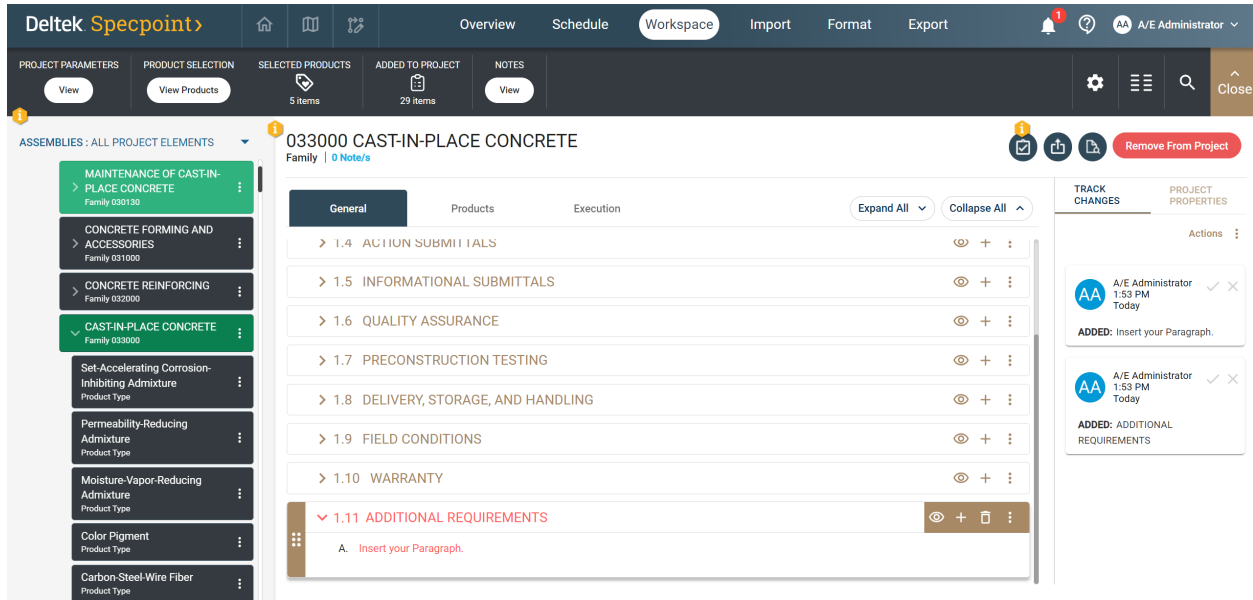 Deltek. Specpoint
Overview
Schedule
Workspace
Import
Format
Export
1
AA
A/E Administrator
PROJECT PARAMETERS
View
PRODUCT SELECTION
View Products
SELECTED PRODUCTS
5 items
ADDED TO PROJECT
29 items
NOTES
View
Close
ASSEMBLIES : ALL PROJECT ELEMENTS
MAINTENANCE OF CAST-IN-
PLACE CONCRETE
Family 030130
CONCRETE FORMING AND
ACCESSORIES
Family 031000
CONCRETE REINFORCING
Family 032000
CAST-IN-PLACE CONCRETE
Family 033000
Set-Accelerating Corrosion-
Inhibiting Admixture
Product Type
Permeability-Reducing
Admixture
Product Type
Moisture-Vapor-Reducing
Admixture
Product Type
Color Pigment
Product Type
Carbon-Steel-Wire Fiber
Product Type
033000 CAST-IN-PLACE CONCRETE
Family | 0 Note/s
Remove From Project
General
Products
Execution
Expand All
Collapse All
1.4 ACTION SUBMITTALS
1.5 INFORMATIONAL SUBMITTALS
1.6 QUALITY ASSURANCE
1.7 PRECONSTRUCTION TESTING
1.8 DELIVERY, STORAGE, AND HANDLING
1.9 FIELD CONDITIONS
1.10 WARRANTY
1.11 ADDITIONAL REQUIREMENTS
A. Insert your Paragraph.
TRACK
CHANGES
PROJECT
PROPERTIES
Actions
AA
A/E Administrator
1:53 PM
Today
ADDED: Insert your Paragraph.
AA
A/E Administrator
1:53 PM
Today
ADDED: ADDITIONAL
REQUIREMENTS